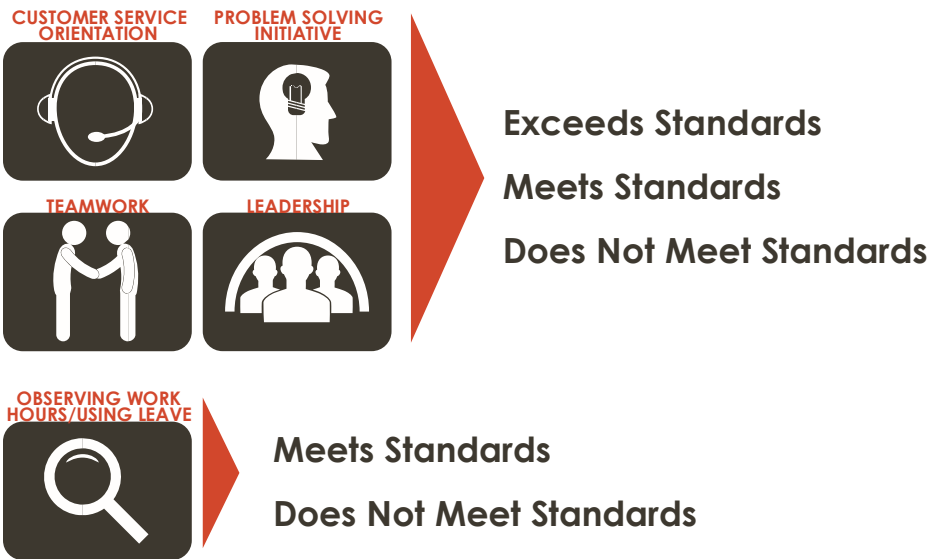 CUSTOMER SERVICE
ORIENTATION
PROBLEM SOLVING
INITIATIVE
TEAMWORK
LEADERSHIP
Exceeds Standards
Meets Standards
Does Not Meet Standards
OBSERVING WORK
HOURS/USING LEAVE
Meets Standards
Does Not Meet Standards